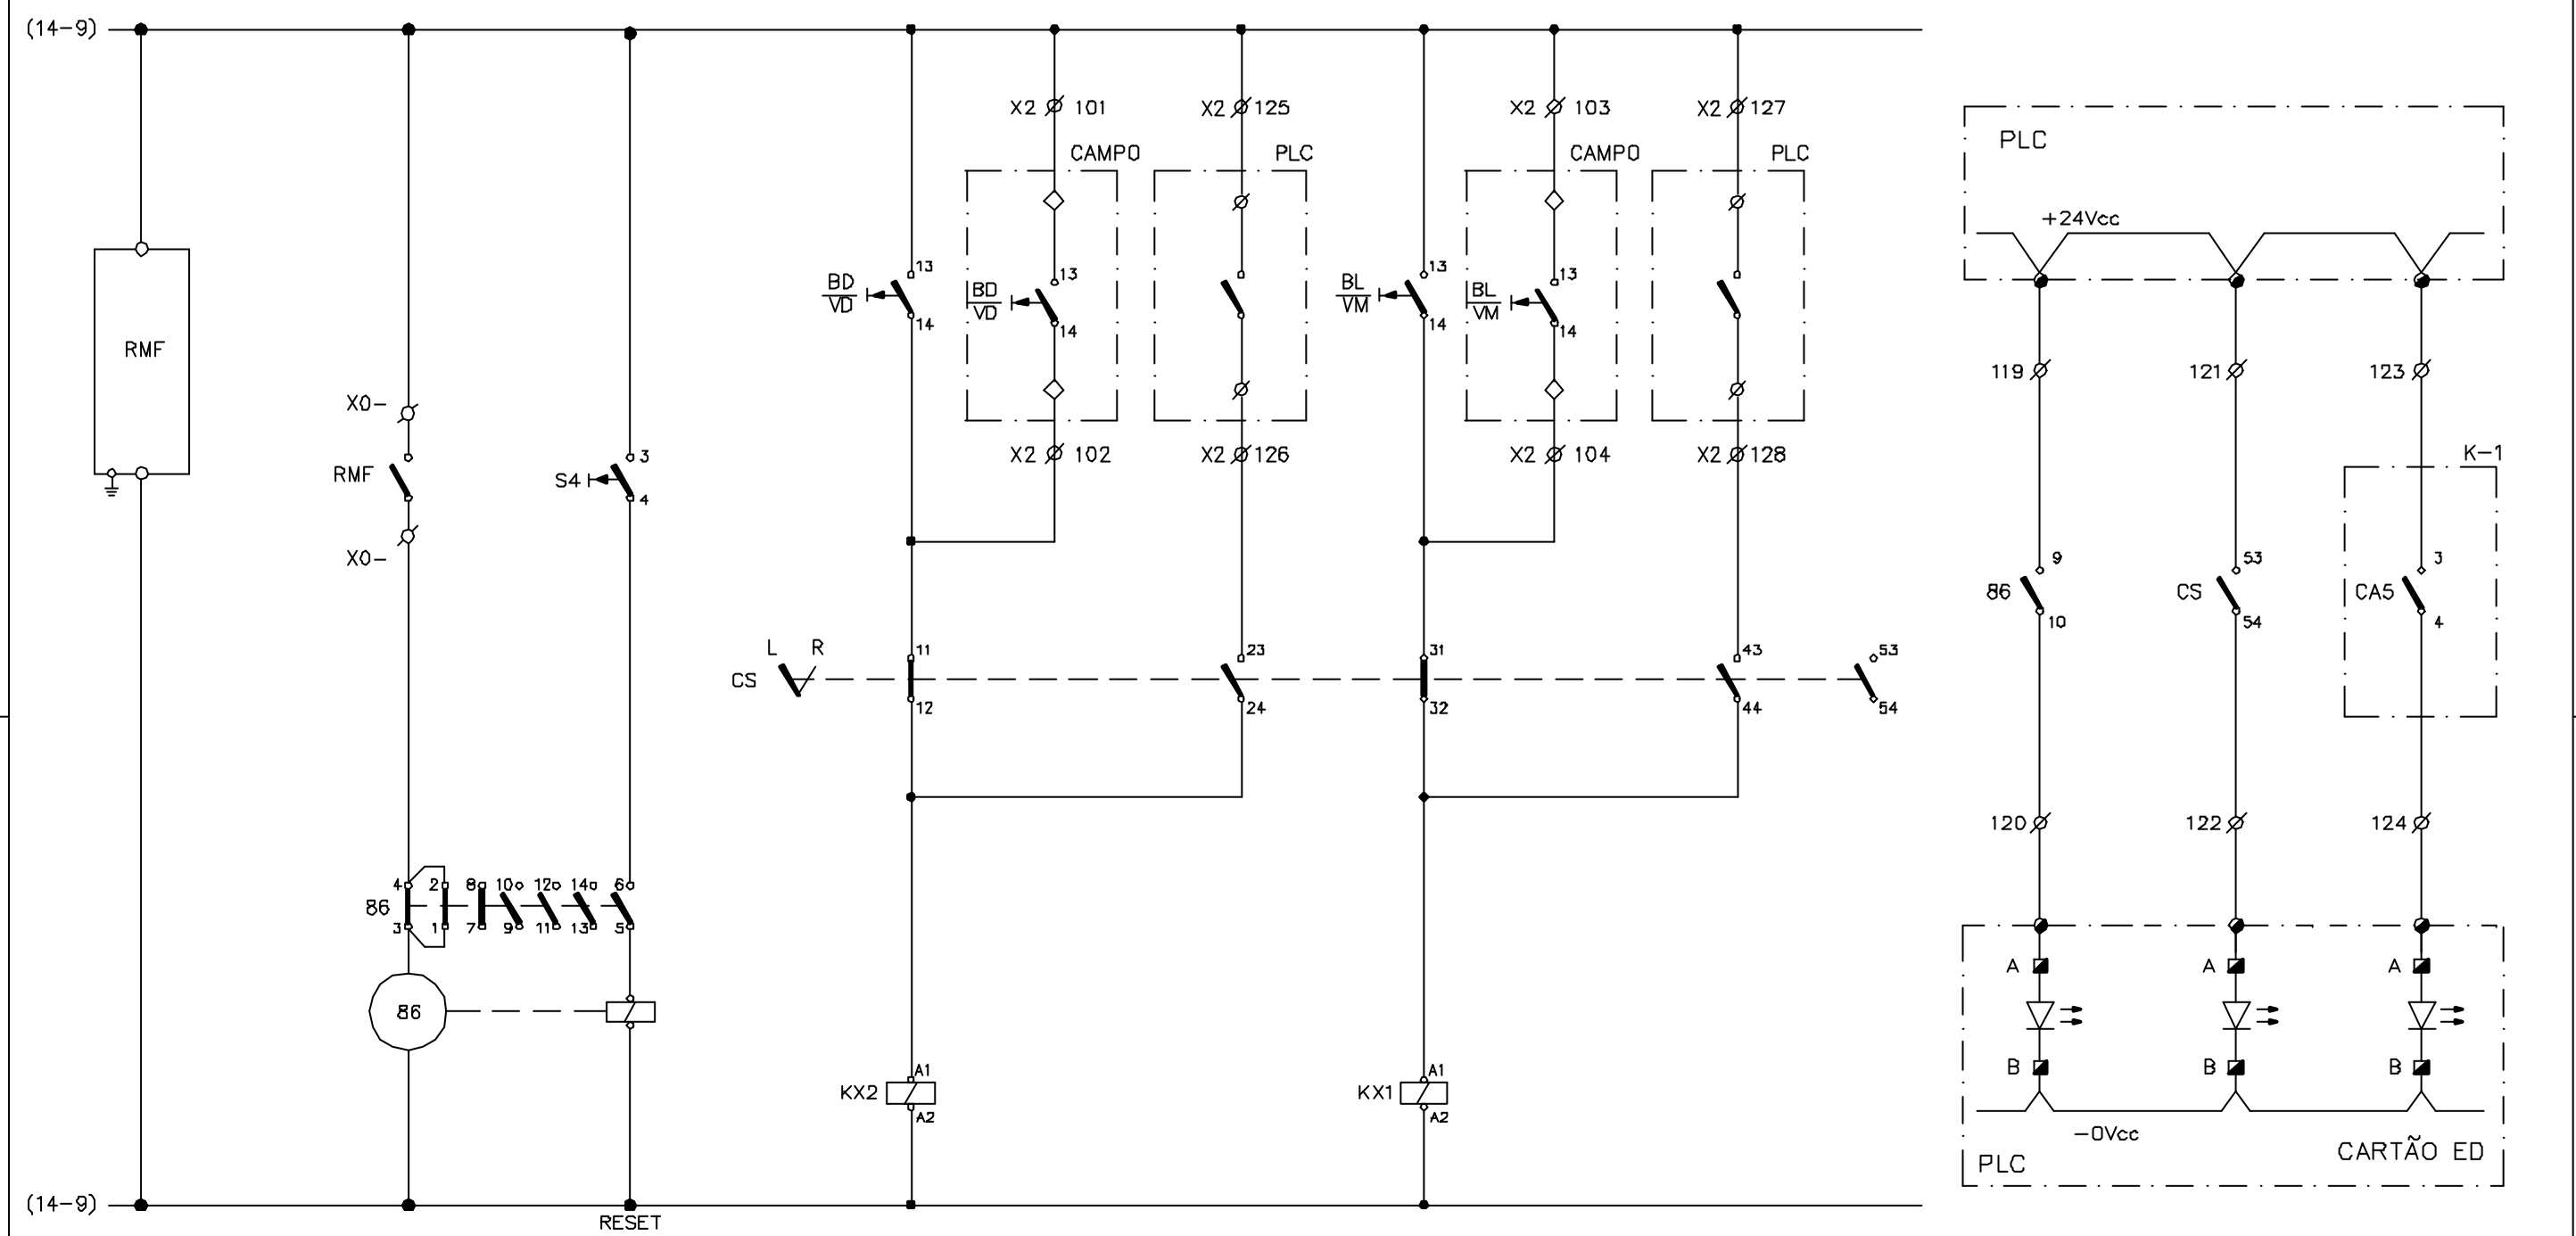 (14-9)
X2 101
X2 125
X2 103
X2 127
PLC
CAMPO
PLC
CAMPO
PLC
+24Vcc
13
BD
VD
14
13
BD
VD
14
13
BL
VM
14
13
BL
VM
14
RMF
119
121
123
X0-
X2 102
X2 126
X2 104
X2 128
K-1
RMF
S4
3
4
X0-
86
9
10
CS
53
54
CA5
3
4
L R
CS
11
12
23
24
31
32
43
44
53
54
120
122
124
4 2 8 10 12 14 6
86
3 1 7 9 11 13 5
A
A
A
86
B
B
B
KX2
A1
A2
KX1
A1
A2
-0Vcc
CARTÃO ED
PLC
(14-9)
RESET